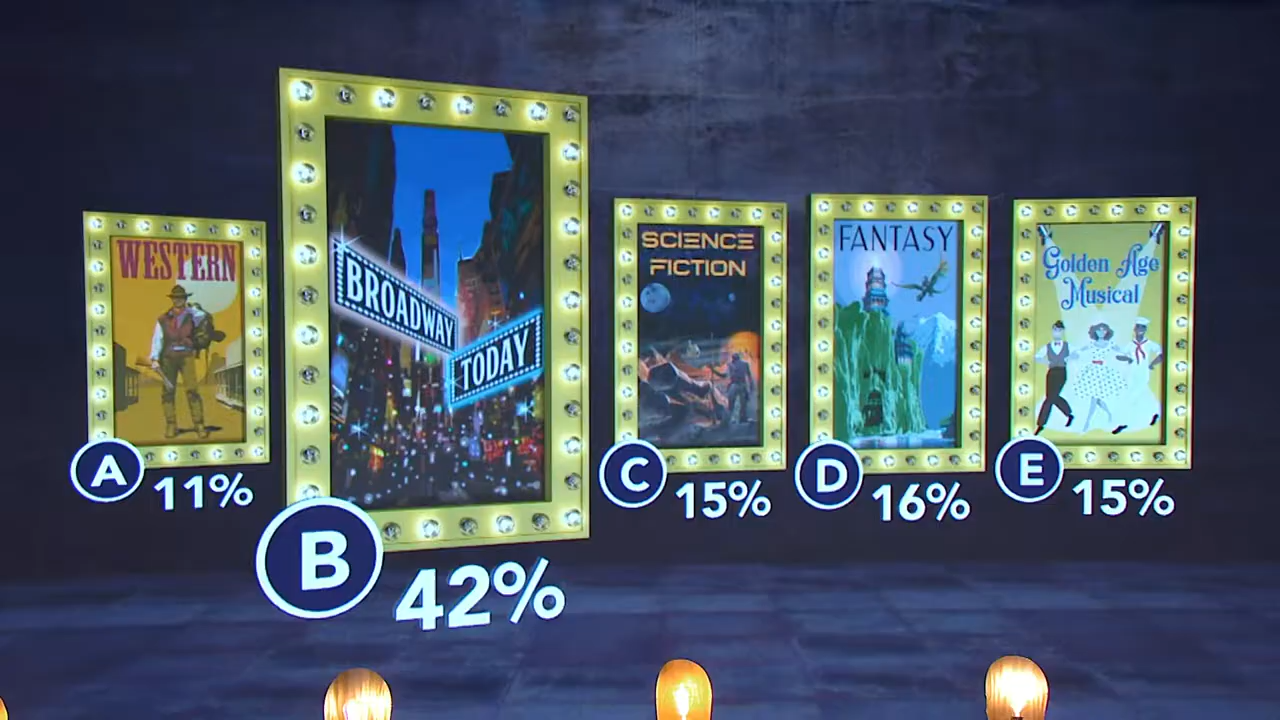 WESTERN
A
11%
BROADWAY
TODAY
B
42%
SCIENCE
FICTION
C
15%
FANTASY
D
16%
Golden Age
Musical
E
15%